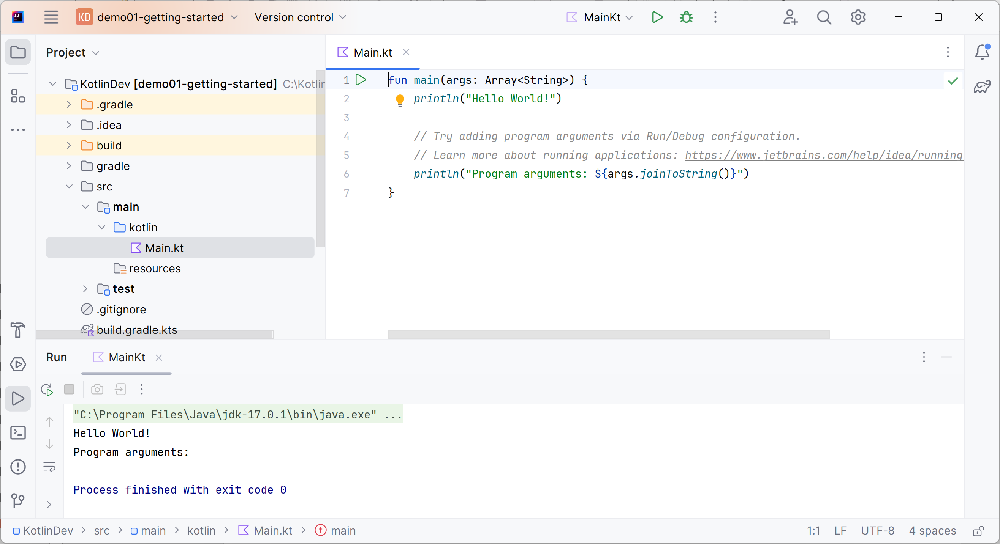 KD demo01-getting-started Version control MainKt
Project
Main.kt
KotlinDev [demo01-getting-started] C:\Kotlin
.gradle
.idea
build
gradle
src
main
kotlin
Main.kt
resources
test
.gitignore
build.gradle.kts
1 fun main(args: Array<String>) {
2 println("Hello World!")
3
4 // Try adding program arguments via Run/Debug configuration.
5 // Learn more about running applications: https://www.jetbrains.com/help/idea/running
6 println("Program arguments: ${args.joinToString()}")
7 }
Run MainKt
"C:\Program Files\Java\jdk-17.0.1\bin\java.exe" ...
Hello World!
Program arguments:
Process finished with exit code 0
KotlinDev > src > main > kotlin > Main.kt > main 1:1 LF UTF-8 4 spaces